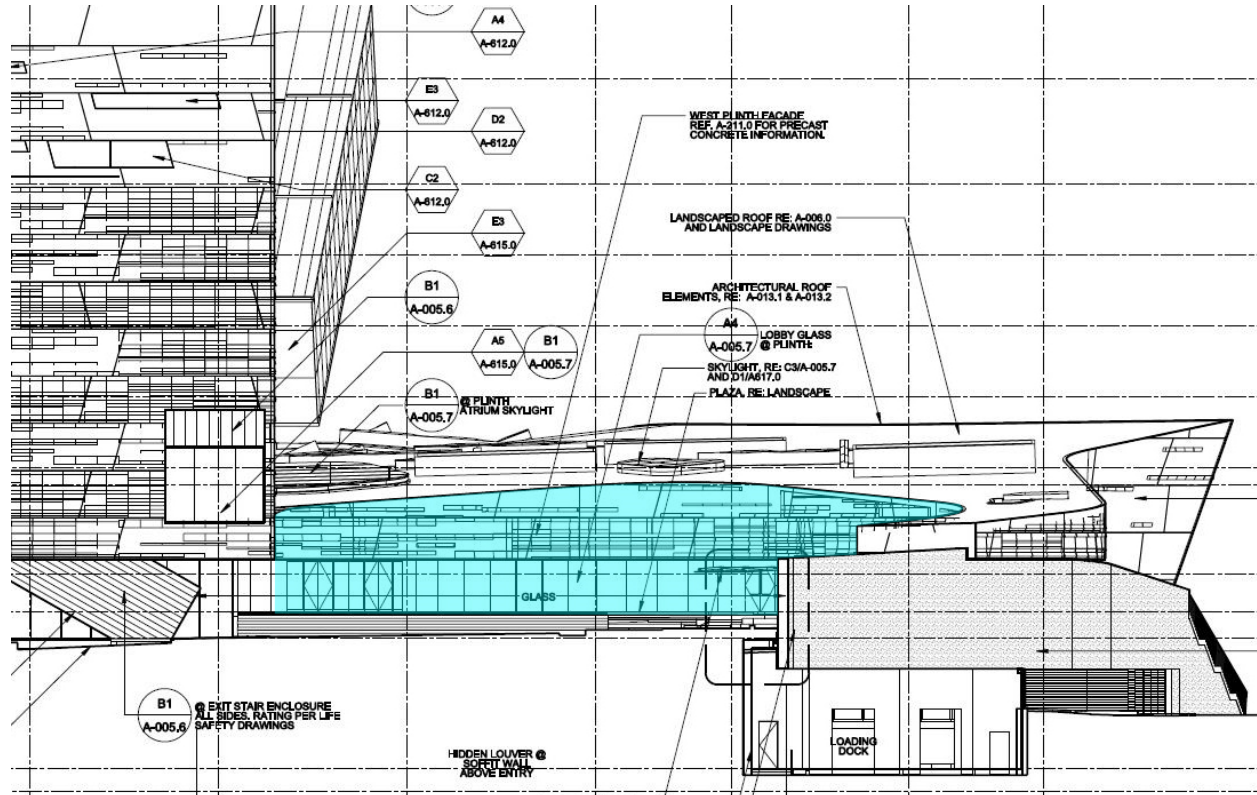 A4
A-612.0
E3
A-612.0
D2
A-612.0
C2
A-612.0
E3
A-615.0
B1
A-005.6
A5
A-615.0
B1
A-005.7
B1
A-005.7
@ PLINTH
ATRIUM SKYLIGHT
WEST PLINTH FACADE
REF. A-211.0 FOR PRECAST
CONCRETE INFORMATION.
LANDSCAPED ROOF RE: A-006.0
AND LANDSCAPE DRAWINGS
ARCHITECTURAL ROOF
ELEMENTS, RE: A-013.1 & A-013.2
A4
A-005.7
LOBBY GLASS
@ PLINTH:
SKYLIGHT, RE: C3/A-005.7
AND D1/A617.0
PLAZA, RE: LANDSCAPE
GLASS
B1
A-005.6
@ EXIT STAIR ENCLOSURE
ALL SIDES. RATING PER LIFE
SAFETY DRAWINGS
HIDDEN LOUVER @
SOFFIT WALL
ABOVE ENTRY
LOADING
DOCK